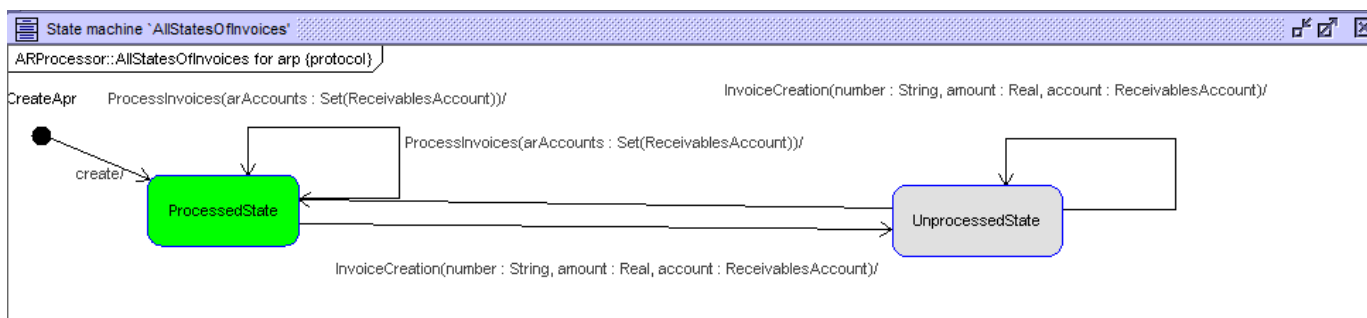 State machine `AllStatesOfInvoices'
ARProcessor::AllStatesOfInvoices for arp {protocol}
CreateApr
ProcessInvoices(arAccounts : Set(ReceivablesAccount))/
InvoiceCreation(number : String, amount : Real, account : ReceivablesAccount)/
ProcessInvoices(arAccounts : Set(ReceivablesAccount))/
create/
ProcessedState
UnprocessedState
InvoiceCreation(number : String, amount : Real, account : ReceivablesAccount)/